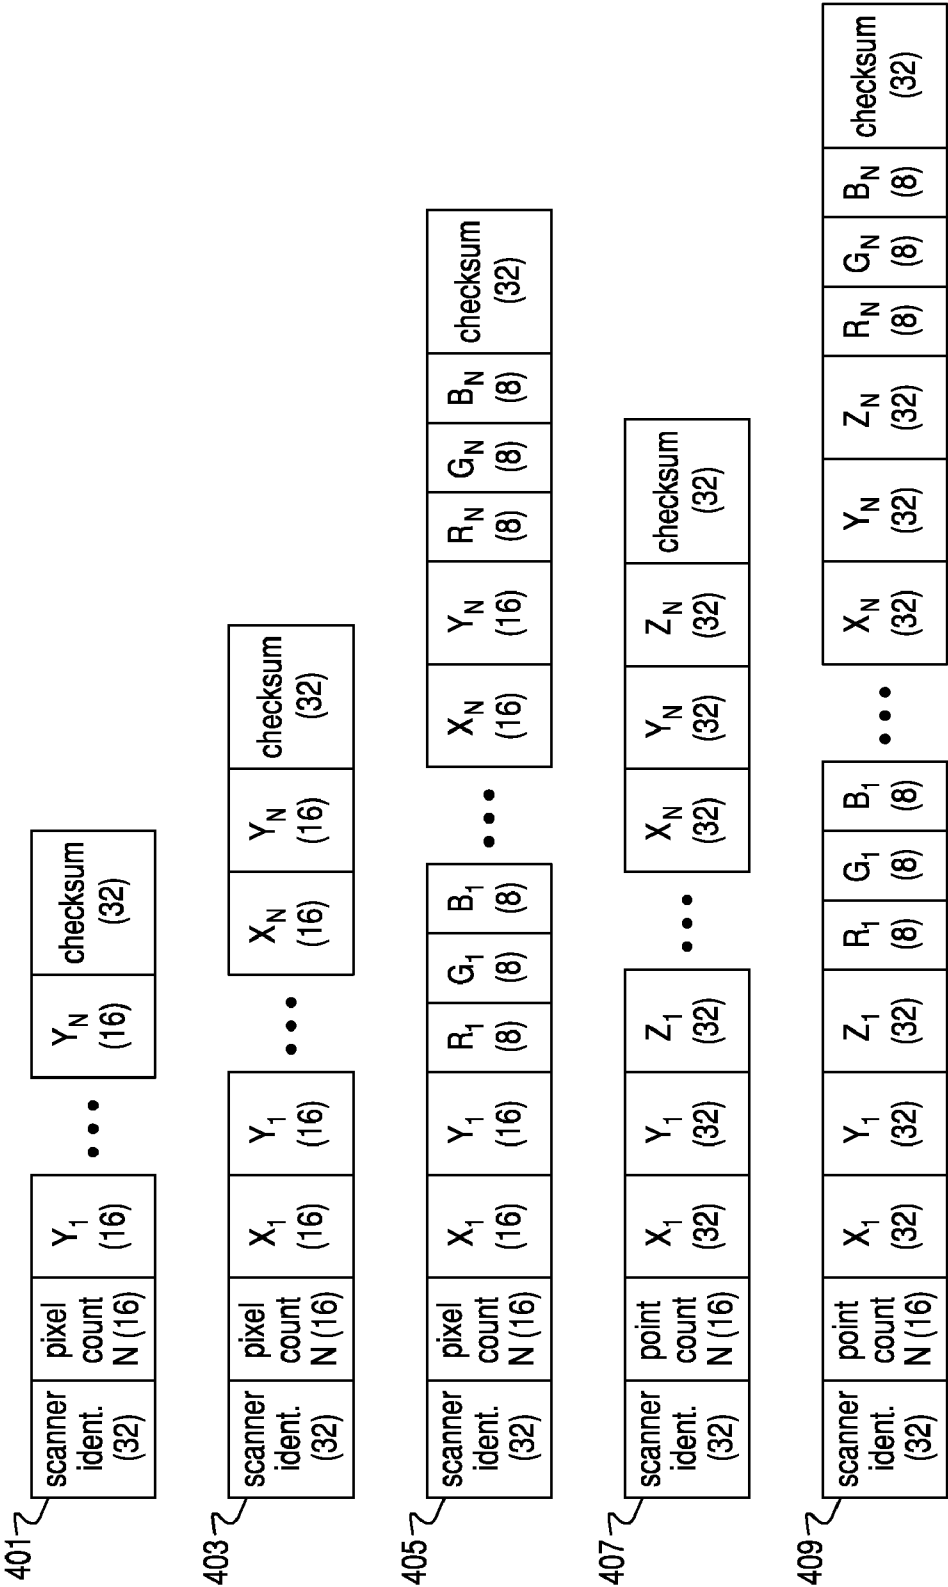 401
scanner
ident.
(32)
pixel
count
N (16)
Y1
(16)
•••
YN
(16)
checksum
(32)
403
scanner
ident.
(32)
pixel
count
N (16)
X1
(16)
Y1
(16)
•••
XN
(16)
YN
(16)
checksum
(32)
405
scanner
ident.
(32)
pixel
count
N (16)
X1
(16)
Y1
(16)
R1
(8)
G1
(8)
B1
(8)
•••
XN
(16)
YN
(16)
RN
(8)
GN
(8)
BN
(8)
checksum
(32)
407
scanner
ident.
(32)
point
count
N (16)
X1
(32)
Y1
(32)
Z1
(32)
•••
XN
(32)
YN
(32)
ZN
(32)
checksum
(32)
409
scanner
ident.
(32)
point
count
N (16)
X1
(32)
Y1
(32)
Z1
(32)
R1
(8)
G1
(8)
B1
(8)
•••
XN
(32)
YN
(32)
ZN
(32)
RN
(8)
GN
(8)
BN
(8)
checksum
(32)